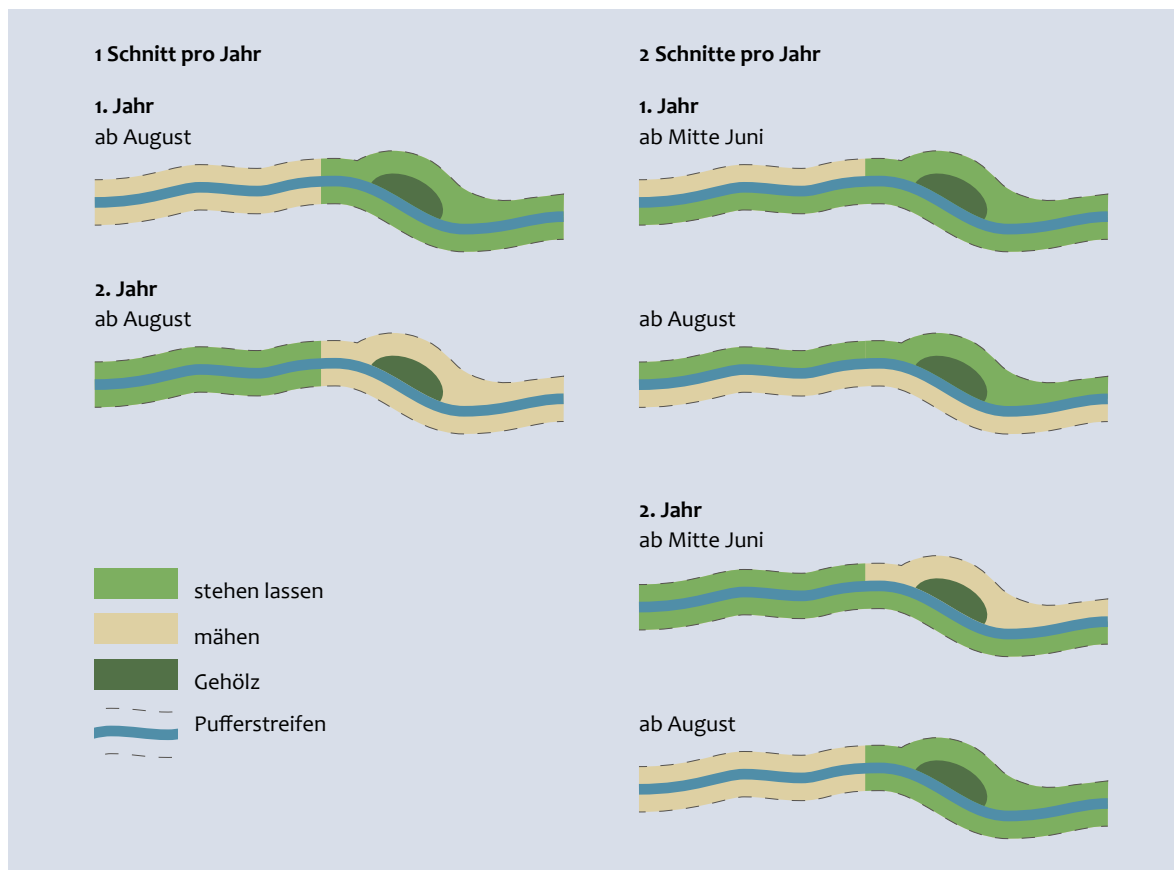 1 Schnitt pro Jahr
1. Jahr
ab August
2. Jahr
ab August
stehen lassen
mähen
Gehölz
Pufferstreifen
2 Schnitte pro Jahr
1. Jahr
ab Mitte Juni
ab August
2. Jahr
ab Mitte Juni
ab August